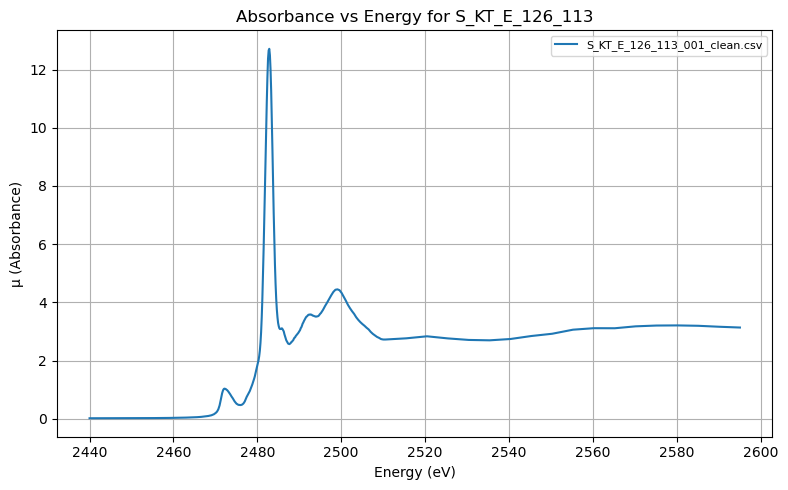 Absorbance vs Energy for S_KT_E_126_113
S_KT_E_126_113_001_clean.csv
μ (Absorbance)
12
10
8
6
4
2
0
2440 2460 2480 2500 2520 2540 2560 2580 2600
Energy (eV)